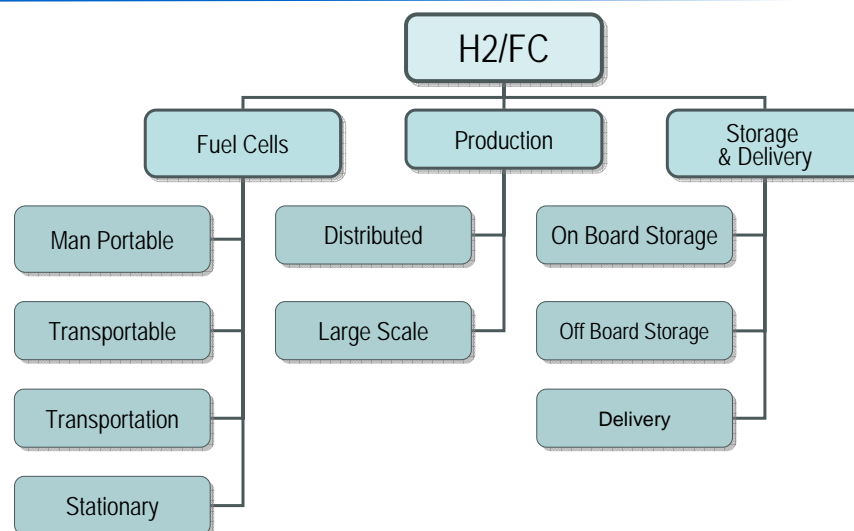 H2/FC
Fuel Cells
Production
Storage
& Delivery
Man Portable
Distributed
On Board Storage
Transportable
Large Scale
Off Board Storage
Transportation
Delivery
Stationary